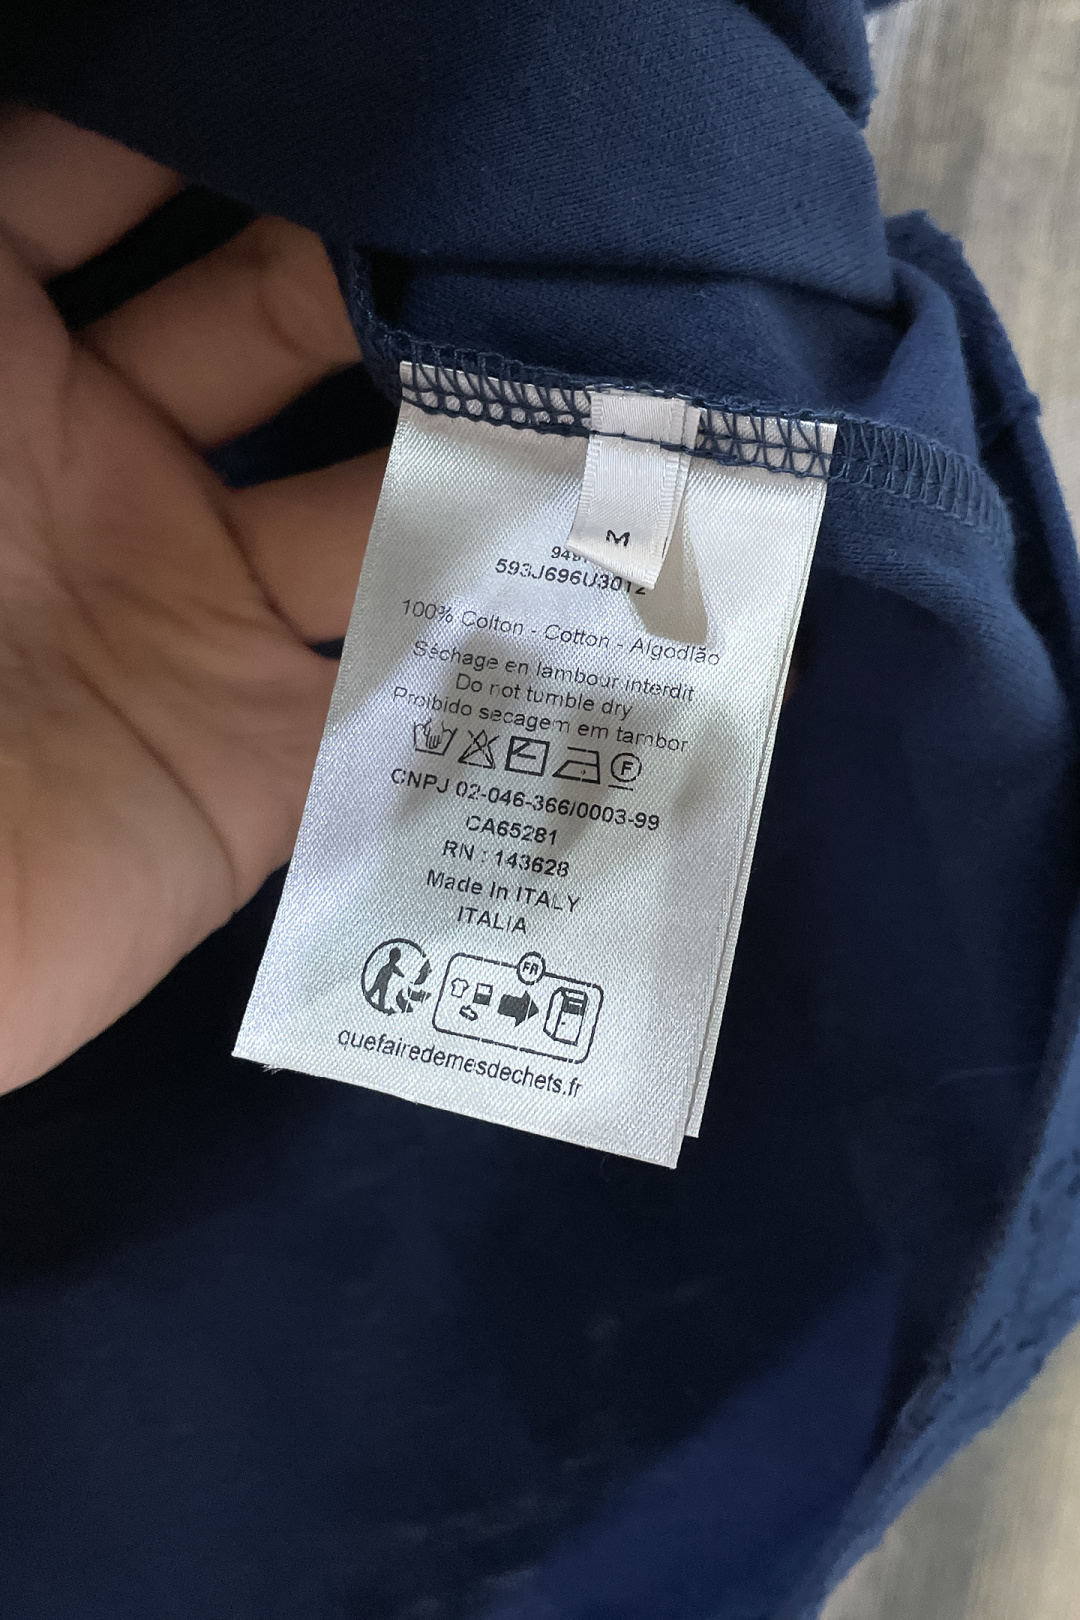 M
593J696U3012
100% Coton - Cotton - Algodão
Séchage en tambour interdit
Do not tumble dry
Proibido secagem em tambor
F
CNPJ 02-046-366/0003-99
CA65281
RN : 143628
Made In ITALY
ITALIA
FR
quefairedemesdechets.fr